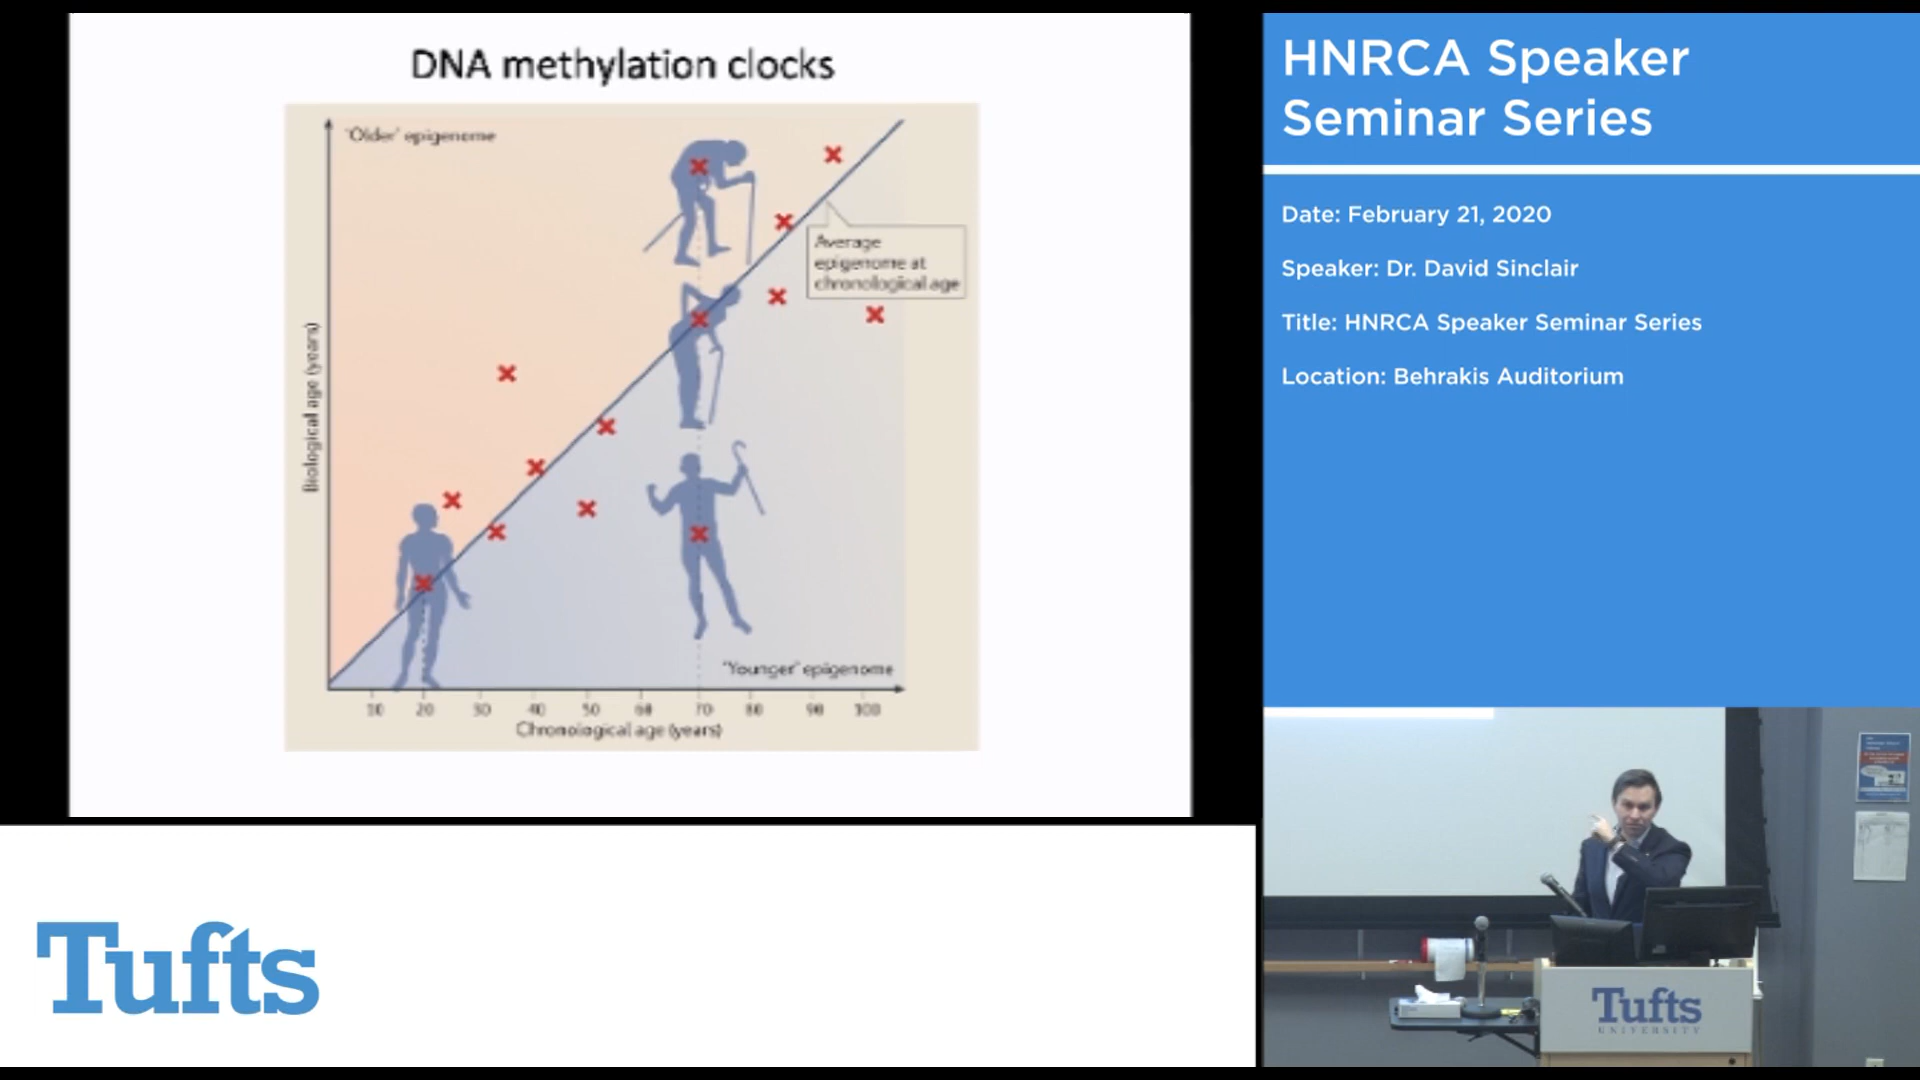 DNA methylation clocks
'Older' epigenome
Average
epigenome at
chronological age
Biological age (years)
'Younger' epigenome
10 20 30 40 50 60 70 80 90 100
Chronological age (years)
Tufts
HNRCA Speaker
Seminar Series
Date: February 21, 2020
Speaker: Dr. David Sinclair
Title: HNRCA Speaker Seminar Series
Location: Behrakis Auditorium
Tufts
UNIVERSITY